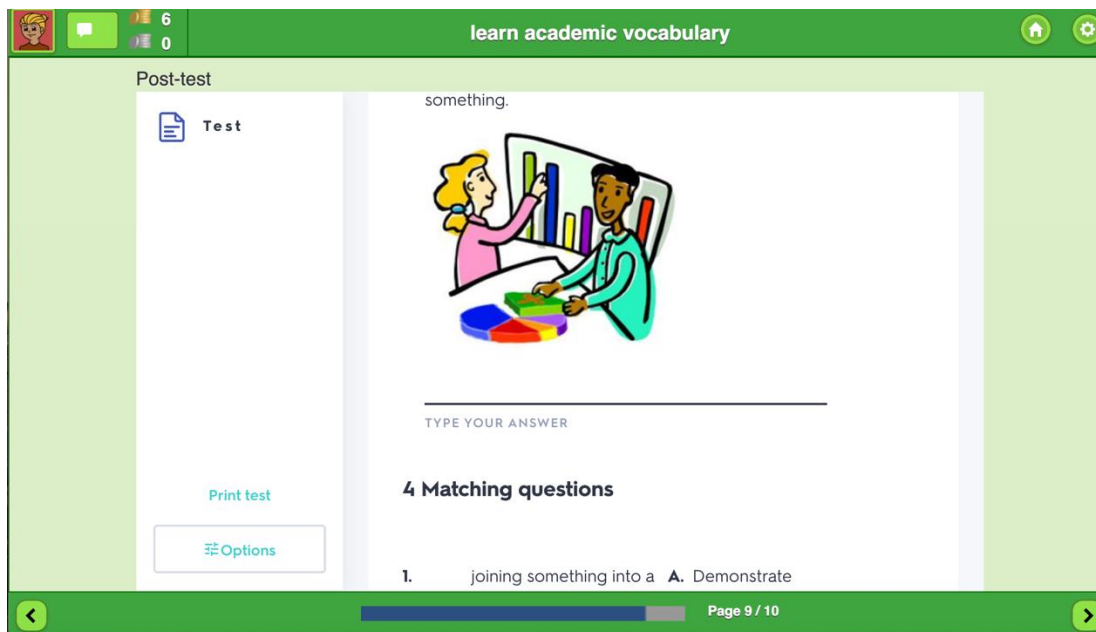 6
0
learn academic vocabulary
Post-test
Test
something.
TYPE YOUR ANSWER
Print test
Options
4 Matching questions
1. joining something into a A. Demonstrate
Page 9 / 10